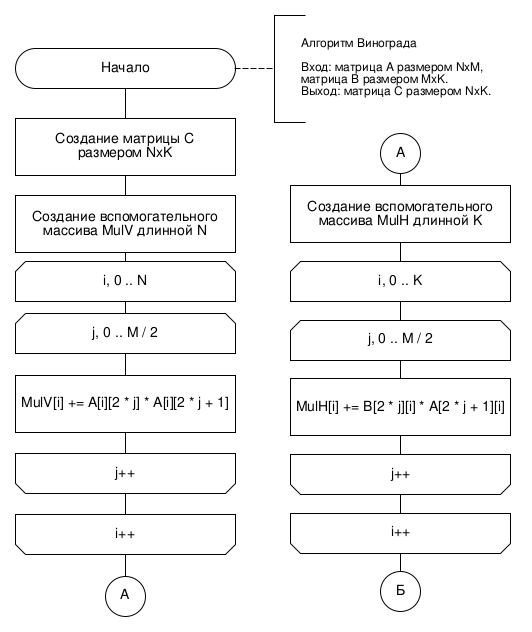 Начало
Алгоритм Винограда
Вход: матрица A размером NxM,
матрица B размером MxK.
Выход: матрица C размером NxK.
Создание матрицы C
размером NxK
Создание вспомогательного
массива MulV длинной N
i, 0 .. N
j, 0 .. M / 2
MulV[i] += A[i][2 * j] * A[i][2 * j + 1]
j++
i++
А
А
Создание вспомогательного
массива MulH длинной K
i, 0 .. K
j, 0 .. M / 2
MulH[i] += B[2 * j][i] * A[2 * j + 1][i]
j++
i++
Б